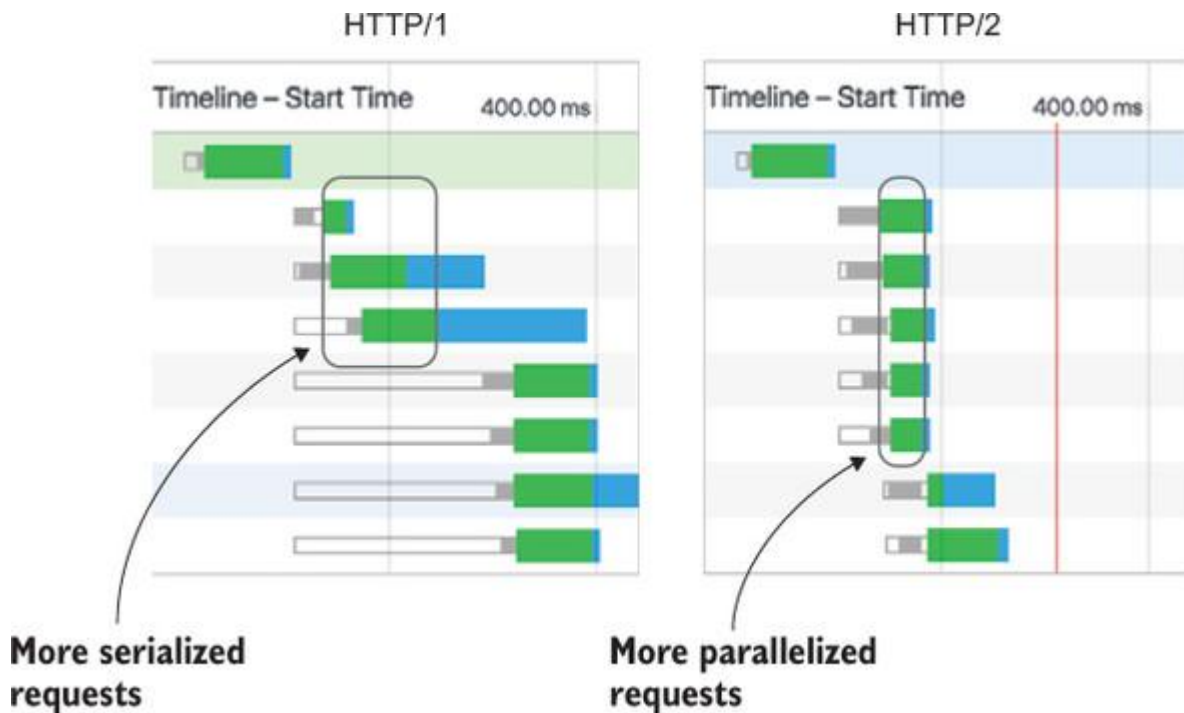 HTTP/1
HTTP/2
Timeline – Start Time
400.00 ms
Timeline – Start Time
400.00 ms
More serialized
requests
More parallelized
requests